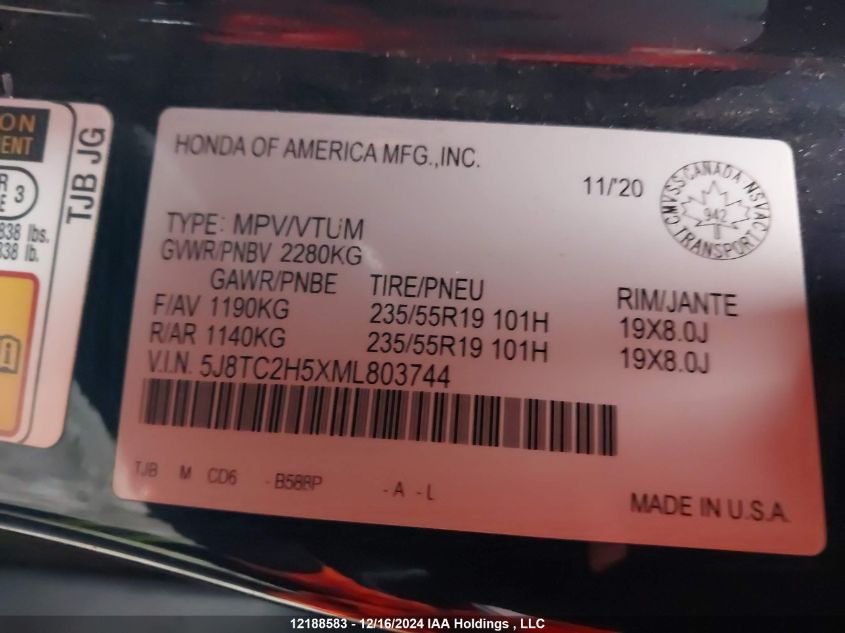 ON
ENT
R
E 3
838 lbs.
338 lb.
TJB JG
HONDA OF AMERICA MFG.,INC.
11/'20
CMVSS CANADA NSVAC
942
TRANSPORT
TYPE: MPV/VTUM
GVWR/PNBV 2280KG
GAWR/PNBE TIRE/PNEU RIM/JANTE
F/AV 1190KG 235/55R19 101H 19X8.0J
R/AR 1140KG 235/55R19 101H 19X8.0J
V.I.N. 5J8TC2H5XML803744
TJB M CD6 -B588P -A -L
MADE IN U.S.A.
12188583 - 12/16/2024 IAA Holdings , LLC